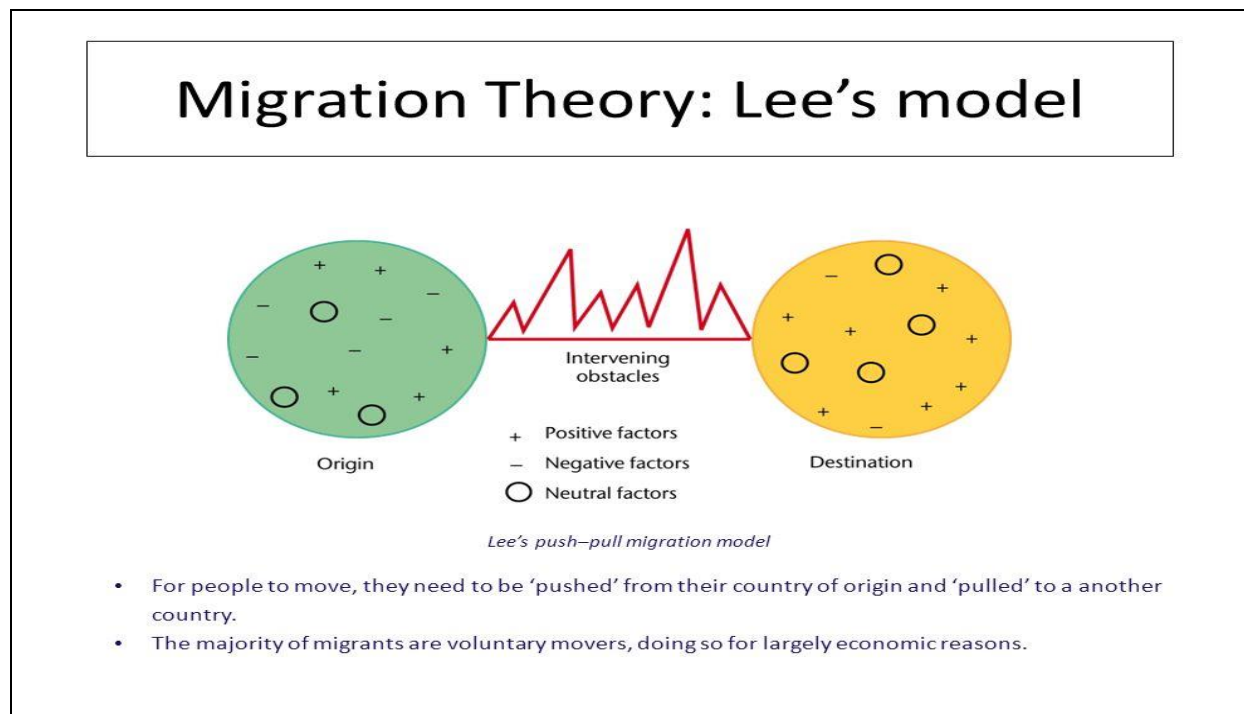 Migration Theory: Lee’s model
Intervening
obstacles
Origin
Destination
+ Positive factors
– Negative factors
Neutral factors
Lee’s push–pull migration model
• For people to move, they need to be ‘pushed’ from their country of origin and ‘pulled’ to a another
country.
• The majority of migrants are voluntary movers, doing so for largely economic reasons.